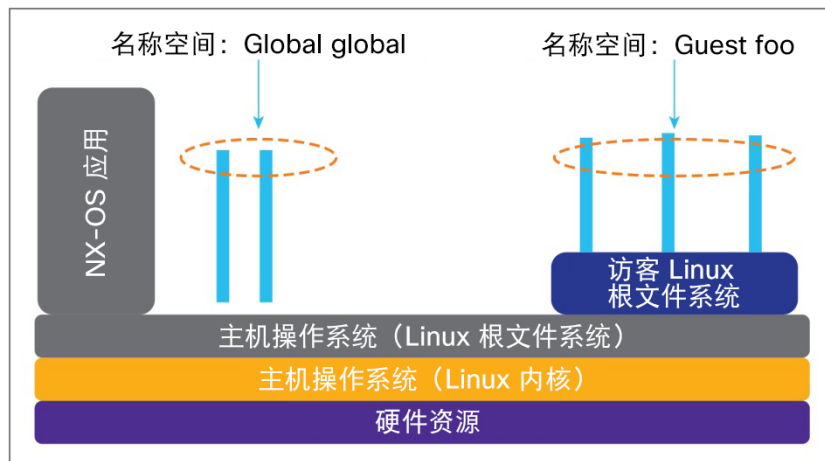 名称空间：Global global
名称空间：Guest foo
NX-OS 应用
访客 Linux
根文件系统
主机操作系统（Linux 根文件系统）
主机操作系统（Linux 内核）
硬件资源